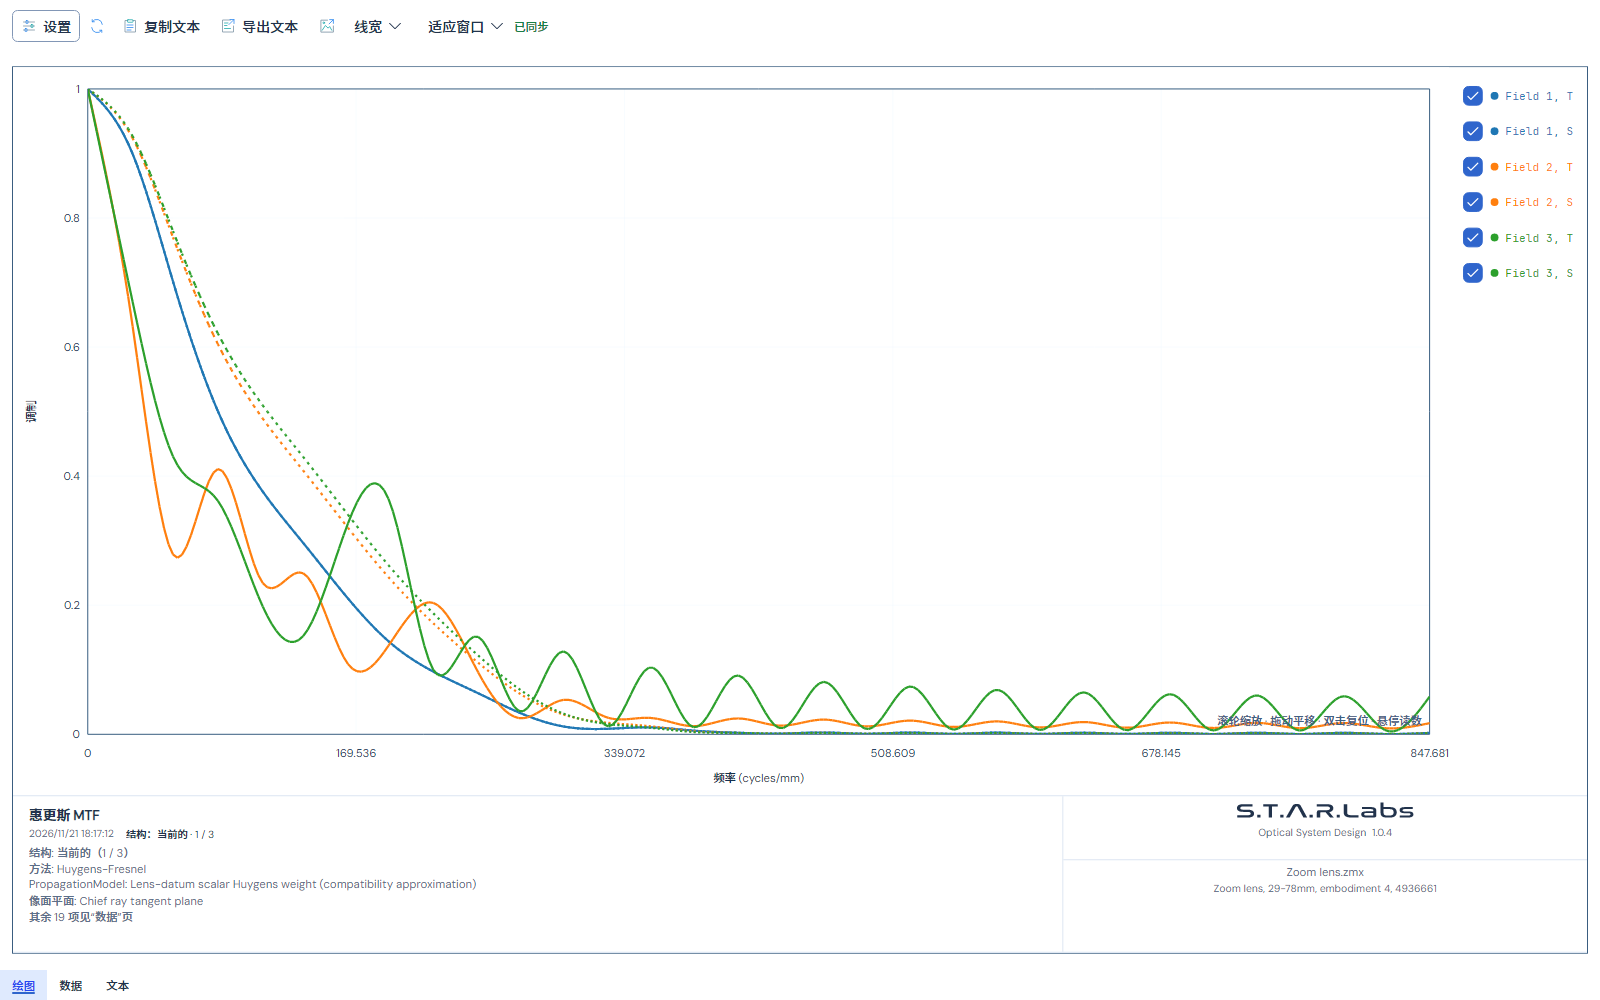 设置 复制文本 导出文本 线宽 适应窗口 已同步
1
0.8
0.6
0.4
0.2
0
调制
0 169.536 339.072 508.609 678.145 847.681
频率 (cycles/mm)
滚轮缩放 · 拖动平移 · 双击复位 · 悬停读数
Field 1, T
Field 1, S
Field 2, T
Field 2, S
Field 3, T
Field 3, S
惠更斯 MTF
2026/11/21 18:17:12 结构: 当前的 · 1 / 3
结构: 当前的 (1 / 3)
方法: Huygens-Fresnel
PropagationModel: Lens-datum scalar Huygens weight (compatibility approximation)
像面平面: Chief ray tangent plane
其余 19 项见“数据”页
S.T.A.R.Labs
Optical System Design 1.0.4
Zoom lens.zmx
Zoom lens, 29-78mm, embodiment 4, 4936661
绘图 数据 文本